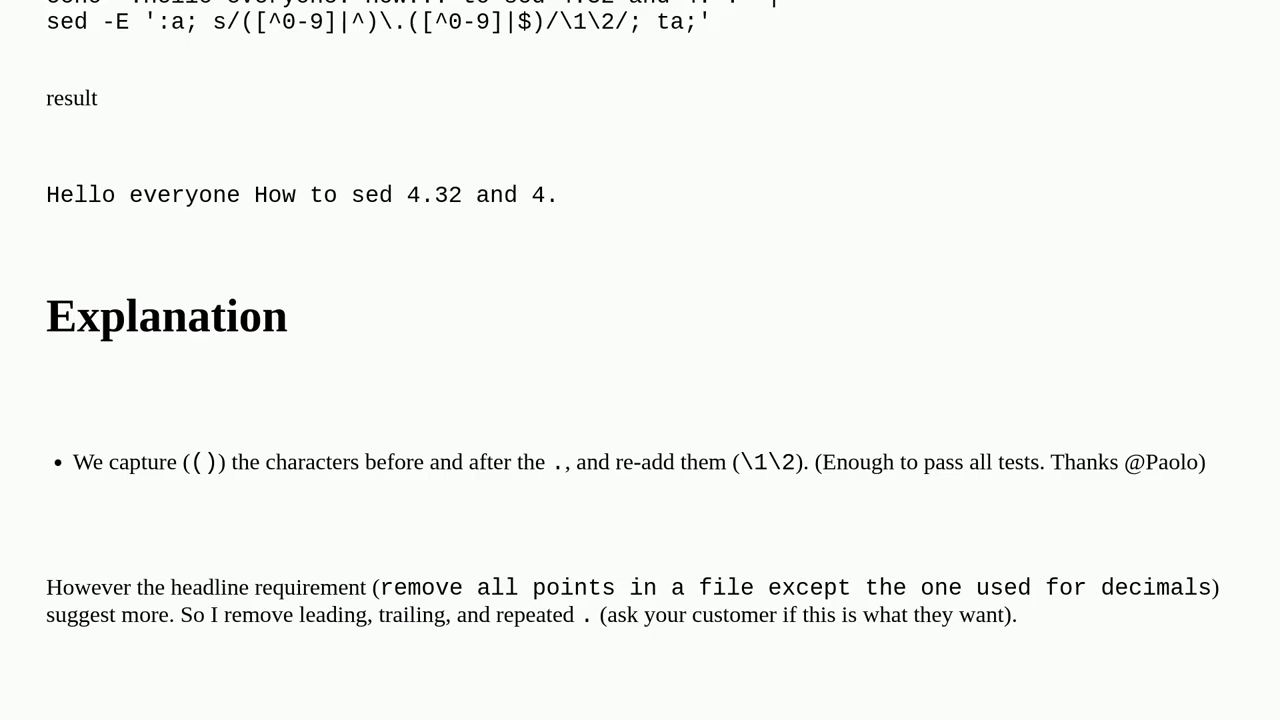 sed -E ':a; s/([^0-9]|^)\.([^0-9]|$)/\1\2/; ta;'
result
Hello everyone How to sed 4.32 and 4.
Explanation
• We capture (()) the characters before and after the ., and re-add them (\1\2). (Enough to pass all tests. Thanks @Paolo)
However the headline requirement (remove all points in a file except the one used for decimals)
suggest more. So I remove leading, trailing, and repeated . (ask your customer if this is what they want).